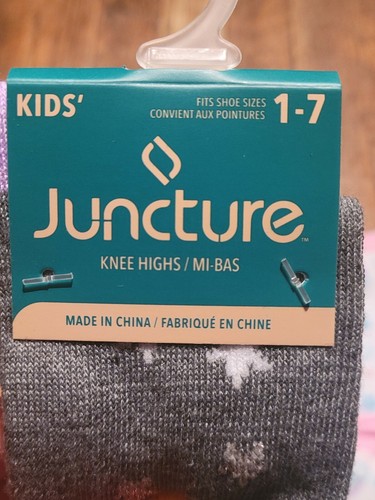 KIDS'
FITS SHOE SIZES
CONVIENT AUX POINTURES
1-7
Juncture™
KNEE HIGHS / MI-BAS
MADE IN CHINA / FABRIQUÉ EN CHINE